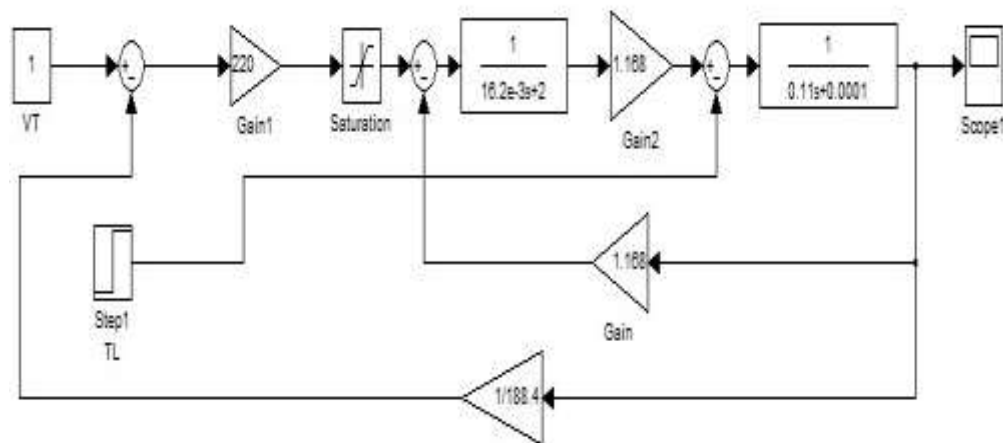 1
VT
+
-
220
Gain1
Saturation
+
-
1
16.2e-3s+2
1.168
Gain2
+
-
1
0.11s+0.0001
Scope1
1.168
Gain
Step1
TL
1/188.4